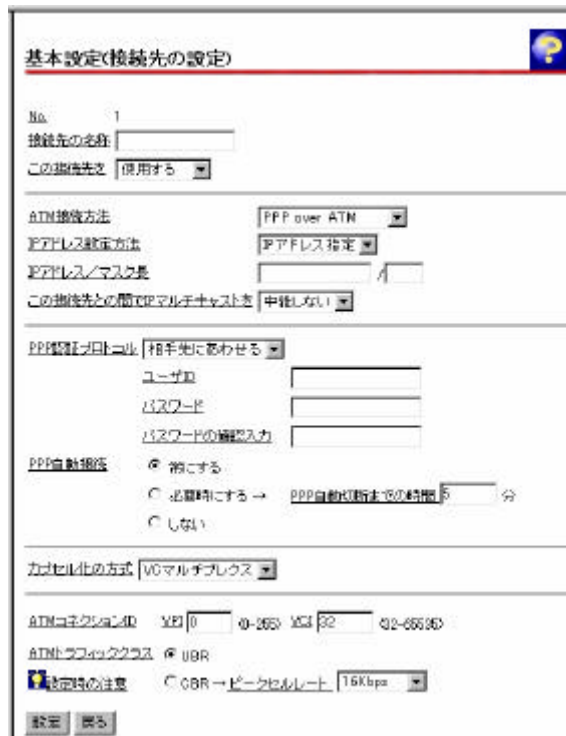 基本設定(接続先の設定)
No. 1
接続先の名称
この接続先を 使用する
ATM接続方法 PPP over ATM
IPアドレス設定方法 IPアドレス指定
IPアドレス/マスク長 /
この接続先との間でIPマルチキャストを 中継しない
PPP認証プロトコル 相手先にあわせる
ユーザID
パスワード
パスワードの確認入力
PPP自動接続 常にする
必要時にする → PPP自動切断までの時間 5 分
しない
カプセル化の方式 VCマルチプレクス
ATMコネクションID VPI 0 (0-255) VCI 32 (32-65535)
ATMトラフィッククラス UBR
設定時の注意 CBR → ピークセルレート 16Kbps
設定 戻る